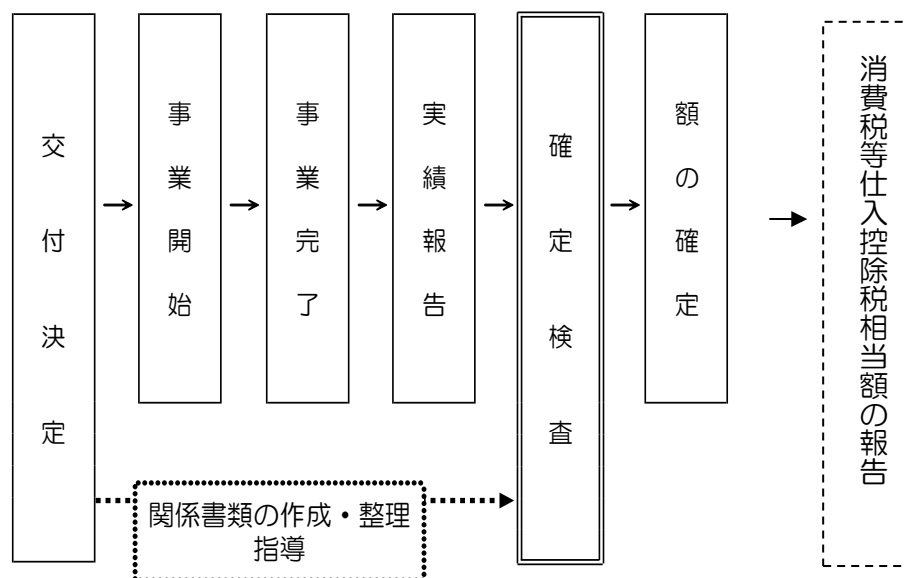 交付決定
事業開始
事業完了
実績報告
確定検査
額の確定
消費税等仕入控除税相当額の報告
関係書類の作成・整理
指導